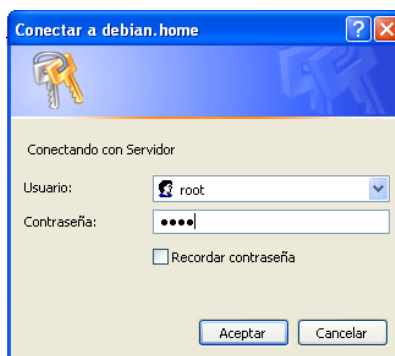 Conectar a debian.home
Conectando con Servidor
Usuario: root
Contraseña: ●●●●
Recordar contraseña
Aceptar Cancelar